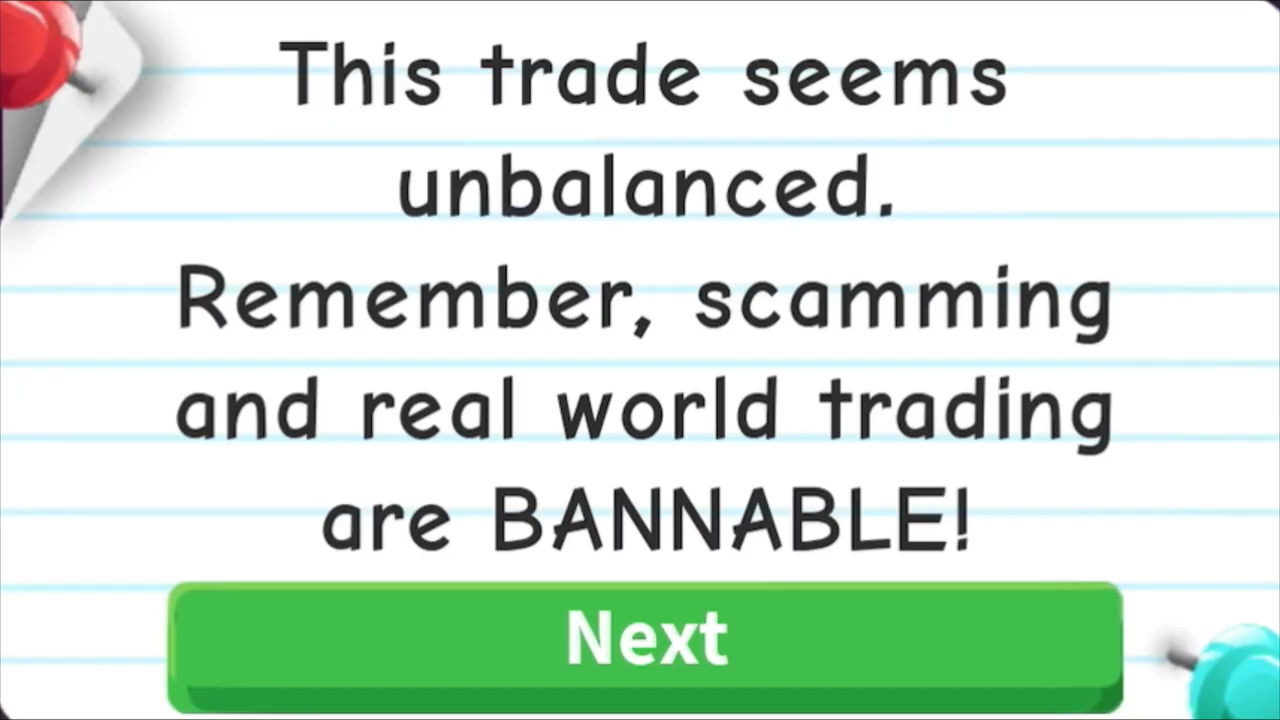 This trade seems
unbalanced.
Remember, scamming
and real world trading
are BANNABLE!
Next